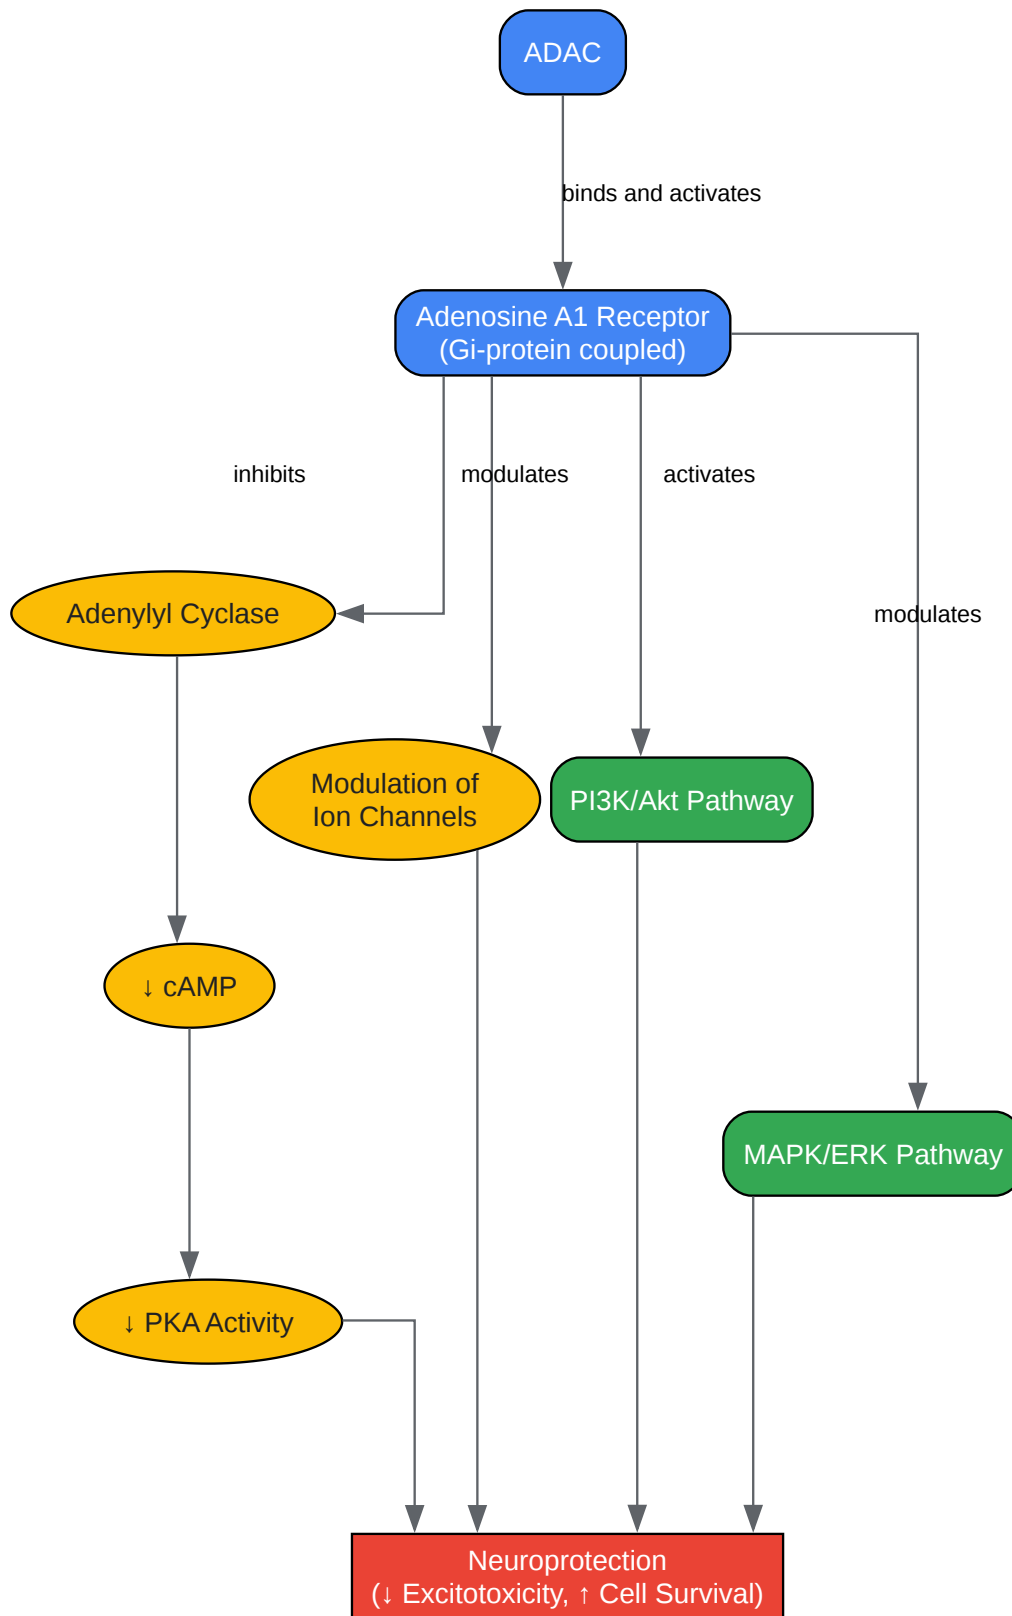 ADAC
binds and activates
Adenosine A1 Receptor
(Gi-protein coupled)
inhibits
modulates
activates
Adenylyl Cyclase
modulates
Modulation of
Ion Channels
PI3K/Akt Pathway
↓ cAMP
MAPK/ERK Pathway
↓ PKA Activity
Neuroprotection
(↓ Excitotoxicity, ↑ Cell Survival)